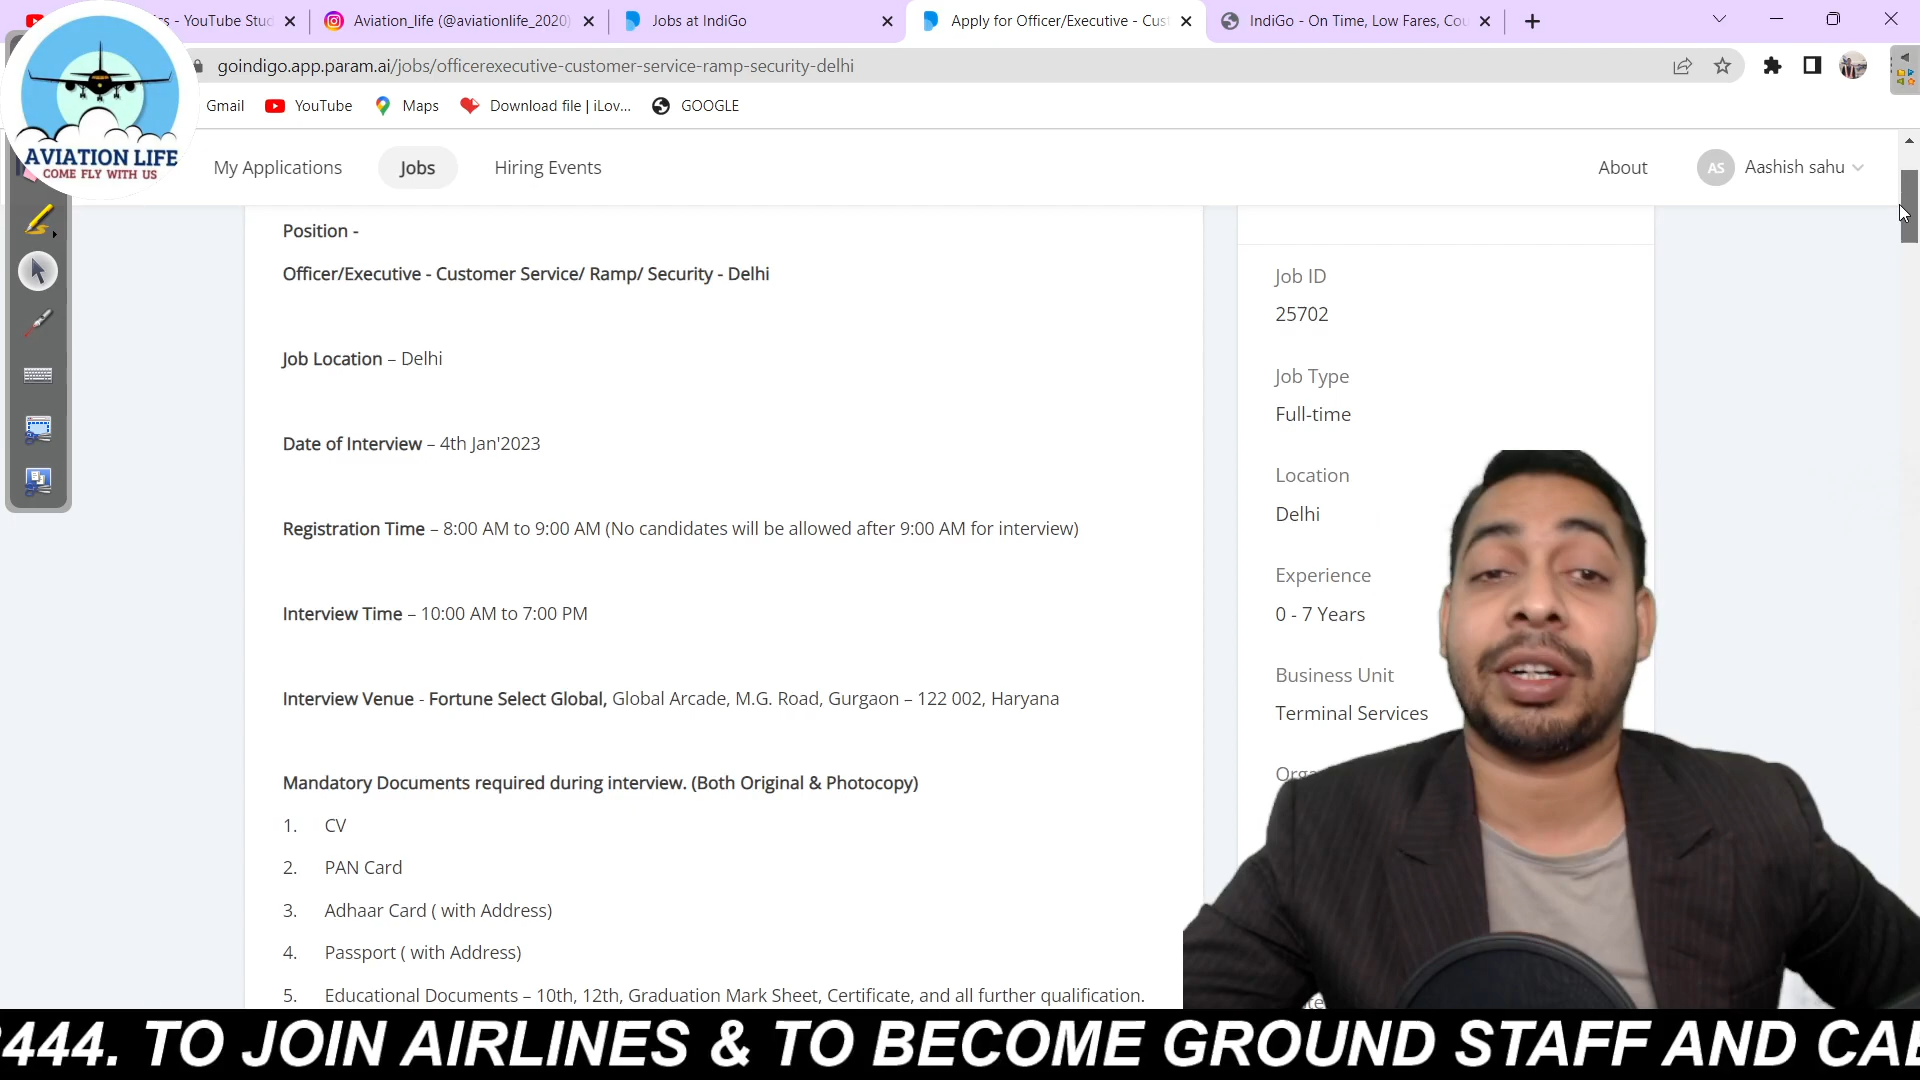 cs - YouTube Stud
Aviation_life (@aviationlife_2020)
Jobs at IndiGo
Apply for Officer/Executive - Cus
IndiGo - On Time, Low Fares, Cou
goindigo.app.param.ai/jobs/officerexecutive-customer-service-ramp-security-delhi
Gmail
YouTube
Maps
Download file | iLov...
GOOGLE
AVIATION LIFE
COME FLY WITH US
My Applications
Jobs
Hiring Events
About
AS
Aashish sahu
Position -
Officer/Executive - Customer Service/ Ramp/ Security - Delhi
Job Location – Delhi
Date of Interview – 4th Jan'2023
Registration Time – 8:00 AM to 9:00 AM (No candidates will be allowed after 9:00 AM for interview)
Interview Time – 10:00 AM to 7:00 PM
Interview Venue - Fortune Select Global, Global Arcade, M.G. Road, Gurgaon – 122 002, Haryana
Mandatory Documents required during interview. (Both Original & Photocopy)
1. CV
2. PAN Card
3. Adhaar Card ( with Address)
4. Passport ( with Address)
5. Educational Documents – 10th, 12th, Graduation Mark Sheet, Certificate, and all further qualification.
Job ID
25702
Job Type
Full-time
Location
Delhi
Experience
0 - 7 Years
Business Unit
Terminal Services
444. TO JOIN AIRLINES & TO BECOME GROUND STAFF AND CA